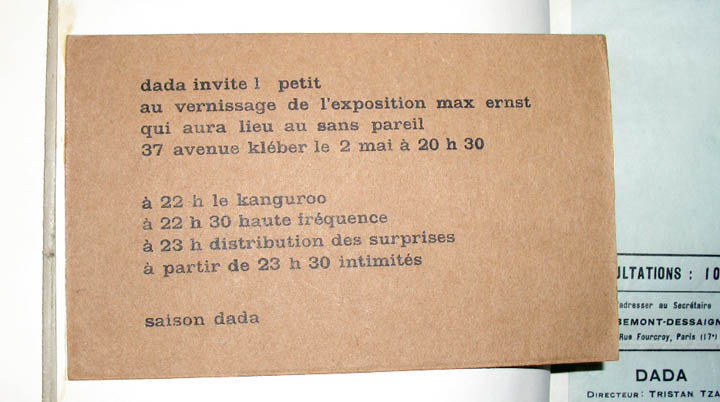 dada invite l petit
au vernissage de l'exposition max ernst
qui aura lieu au sans pareil
37 avenue kléber le 2 mai à 20 h 30
à 22 h le kanguroo
à 22 h 30 haute fréquence
à 23 h distribution des surprises
à partir de 23 h 30 intimités
saison dada
ULTATIONS : 10
adresser au Secrétaire
BEMONT-DESSAIGN
Rue Fourcroy, Paris (17e)
DADA
DIRECTEUR: TRISTAN TZA